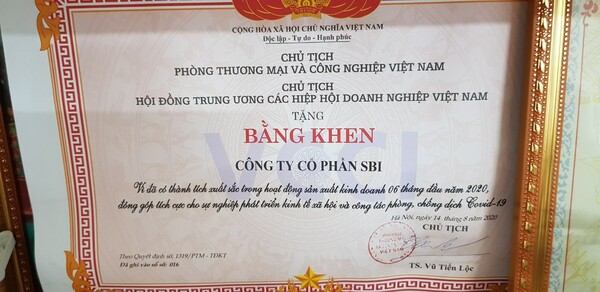 CỘNG HÒA XÃ HỘI CHỦ NGHĨA VIỆT NAM
Độc lập - Tự do - Hạnh phúc
CHỦ TỊCH
PHÒNG THƯƠNG MẠI VÀ CÔNG NGHIỆP VIỆT NAM
CHỦ TỊCH
HỘI ĐỒNG TRUNG ƯƠNG CÁC HIỆP HỘI DOANH NGHIỆP VIỆT NAM
TẶNG
BẰNG KHEN
CÔNG TY CỔ PHẦN SBI
Vì đã có thành tích xuất sắc trong hoạt động sản xuất kinh doanh 06 tháng đầu năm 2020,
đóng góp tích cực cho sự nghiệp phát triển kinh tế xã hội và công tác phòng, chống dịch Covid-19
Hà Nội, ngày 14 tháng 8 năm 2020
CHỦ TỊCH
Theo Quyết định số: 1319/PTM - TĐKT
Đã ghi vào sổ số: 016
TS. Vũ Tiến Lộc